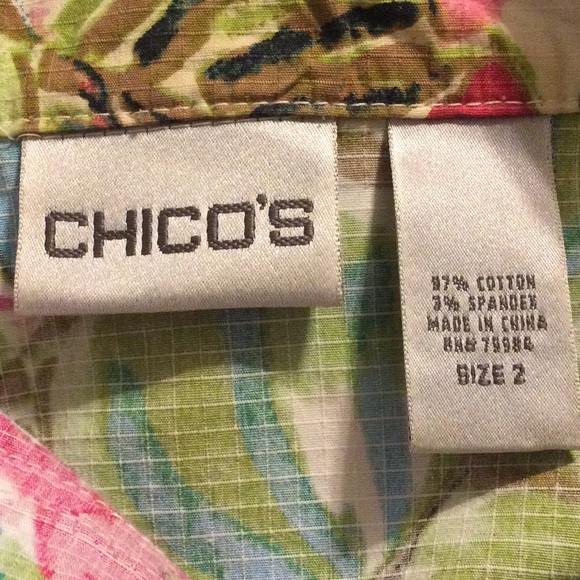 CHICO'S
97% COTTON
3% SPANDEX
MADE IN CHINA
RN# 79984
SIZE 2